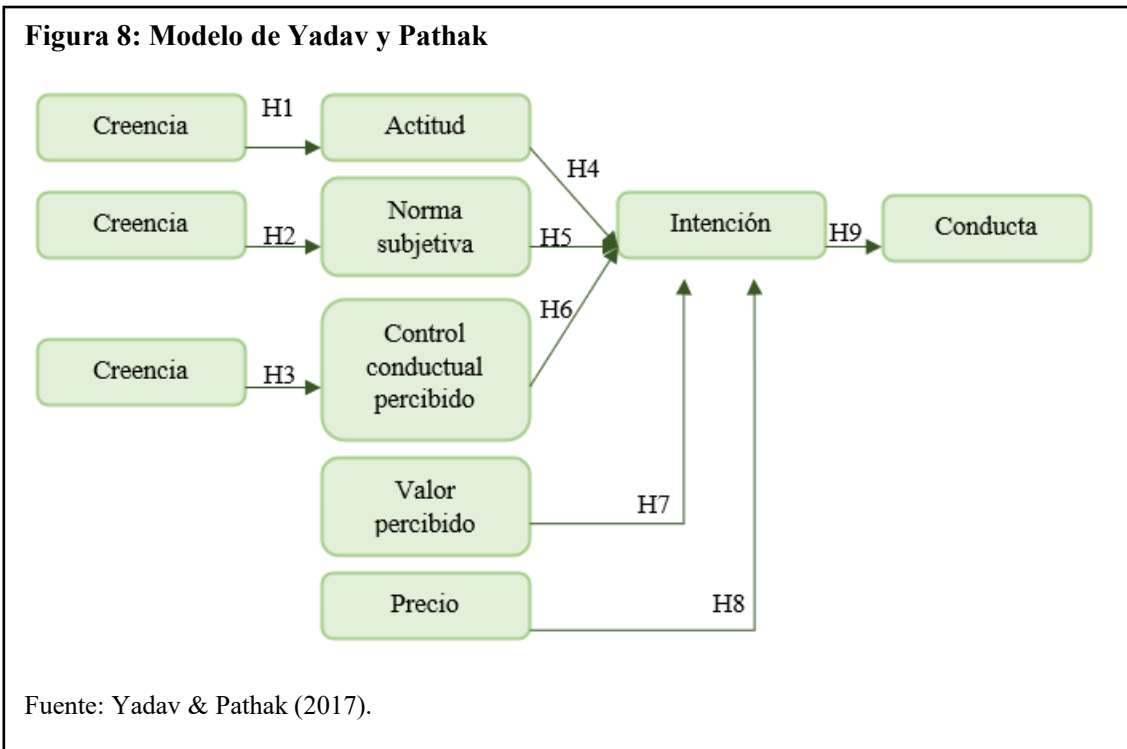 Figura 8: Modelo de Yadav y Pathak
Creencia
H1
Actitud
H4
Creencia
H2
Norma
subjetiva
H5
Intención
H9
Conducta
H6
Creencia
H3
Control
conductual
percibido
Valor
percibido
H7
Precio
H8
Fuente: Yadav & Pathak (2017).